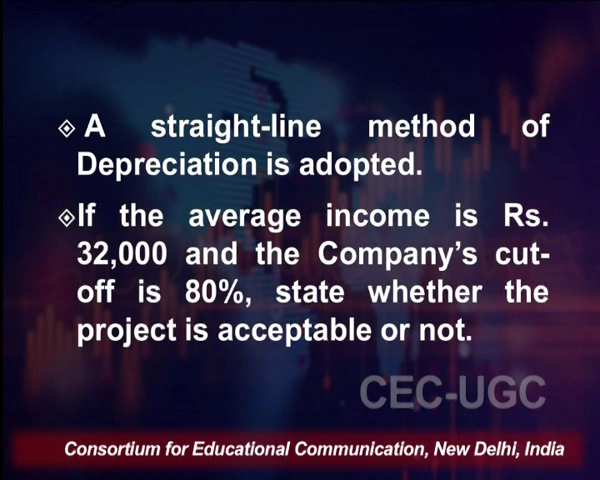 A straight-line method of
Depreciation is adopted.
If the average income is Rs.
32,000 and the Company's cut-
off is 80%, state whether the
project is acceptable or not.
CEC-UGC
Consortium for Educational Communication, New Delhi, India